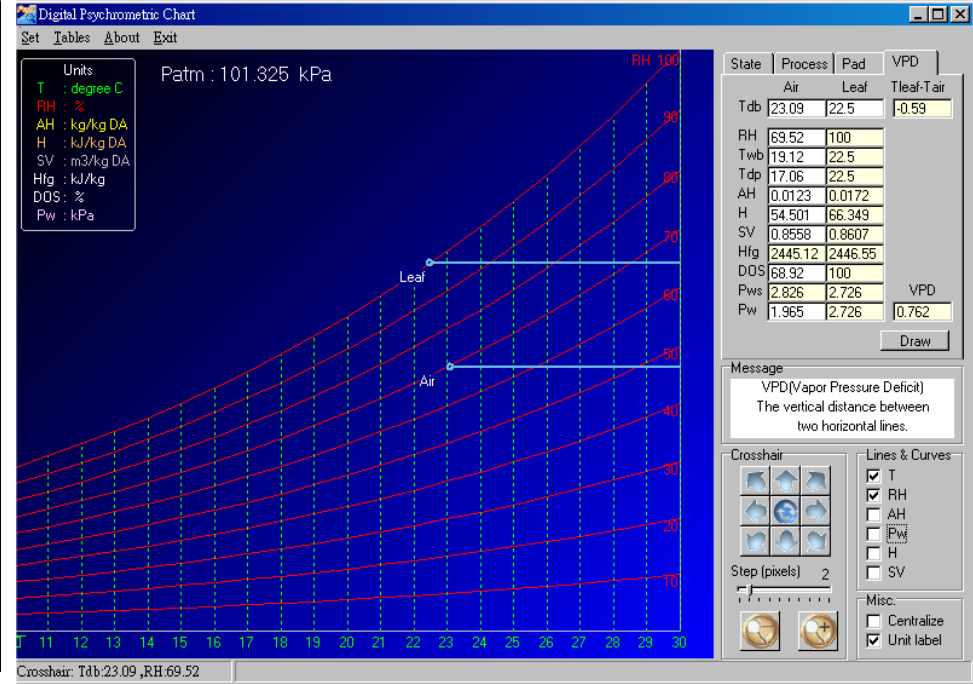 Digital Psychrometric Chart
Set Tables About Exit
Units
T : degree C
RH : %
AH : kg/kg DA
H : kJ/kg DA
SV : m3/kg DA
Hfg : kJ/kg
DOS : %
Pw : kPa
Patm : 101.325 kPa
RH 100
90
80
70
60
50
40
30
20
10
Leaf
Air
T 11 12 13 14 15 16 17 18 19 20 21 22 23 24 25 26 27 28 29 30
State Process Pad VPD
Air Leaf Tleaf-Tair
Tdb 23.09 22.5 -0.59
RH 69.52 100
Twb 19.12 22.5
Tdp 17.06 22.5
AH 0.0123 0.0172
H 54.501 66.349
SV 0.8558 0.8607
Hfg 2445.12 2446.55
DOS 68.92 100
Pws 2.826 2.726 VPD
Pw 1.965 2.726 0.762
Draw
Message
VPD(Vapor Pressure Deficit)
The vertical distance between
two horizontal lines.
Crosshair
Step (pixels) 2
Lines & Curves
T
RH
AH
Pw
H
SV
Misc.
Centralize
Unit label
Crosshair: Tdb:23.09 ,RH:69.52